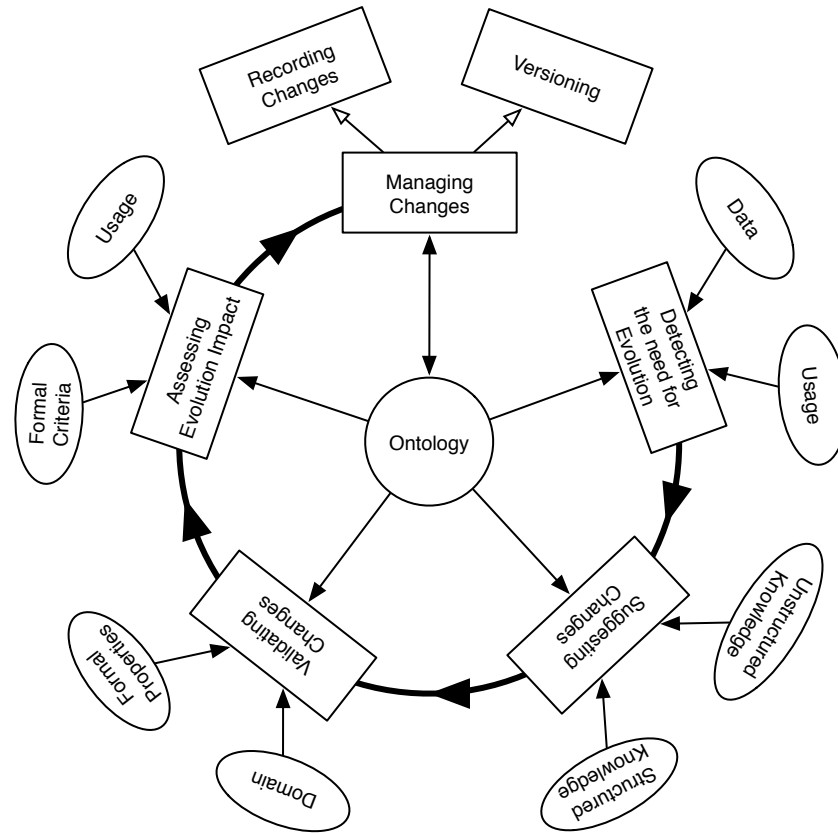 Recording
Changes
Versioning
Managing
Changes
Usage
Data
Assessing
Evolution Impact
Detecting
the need for
Evolution
Formal
Criteria
Usage
Ontology
Unstructured
Knowledge
Suggesting
Changes
Validating
Changes
Formal
Properties
Structured
Knowledge
Domain